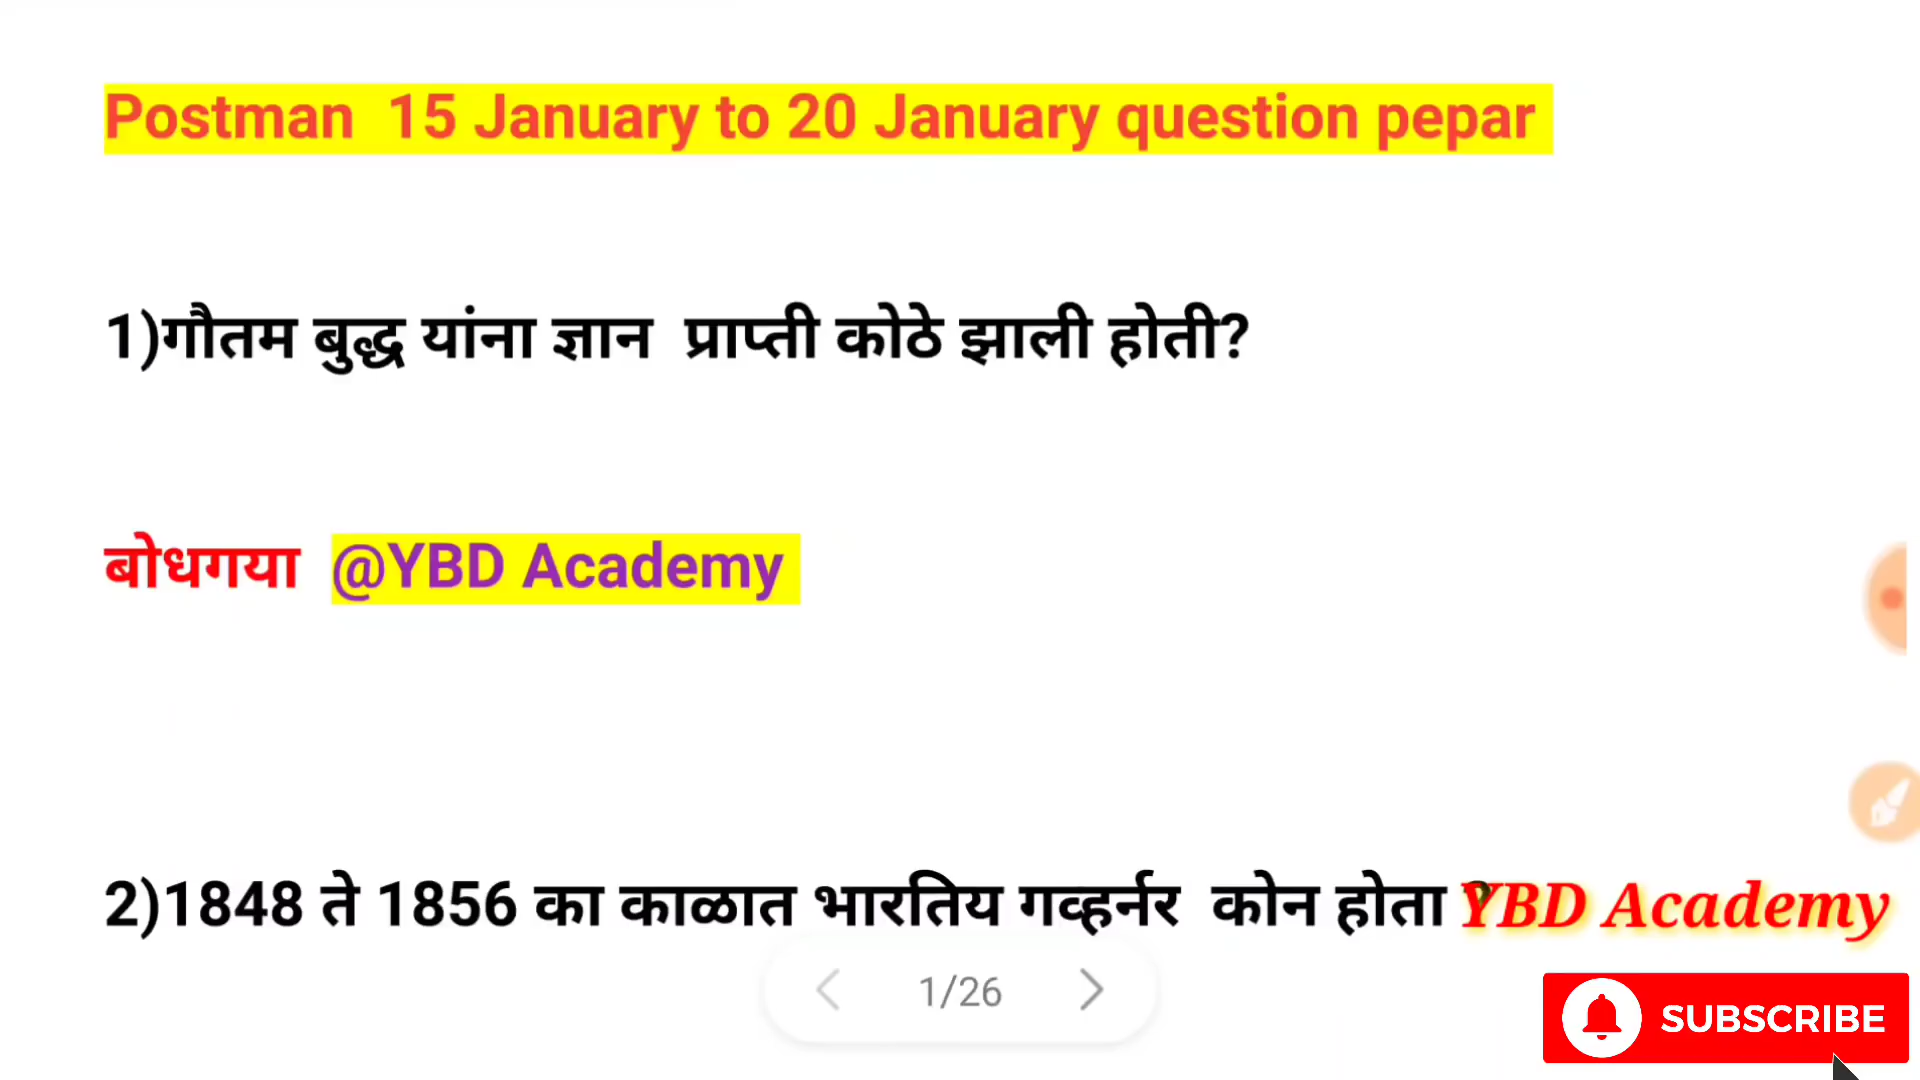 Postman 15 January to 20 January question pepar
1)गौतम बुद्ध यांना ज्ञान प्राप्ती कोठे झाली होती?
बोधगया @YBD Academy
2)1848 ते 1856 का काळात भारतिय गव्हर्नर कोन होता ?
YBD Academy
1/26
SUBSCRIBE